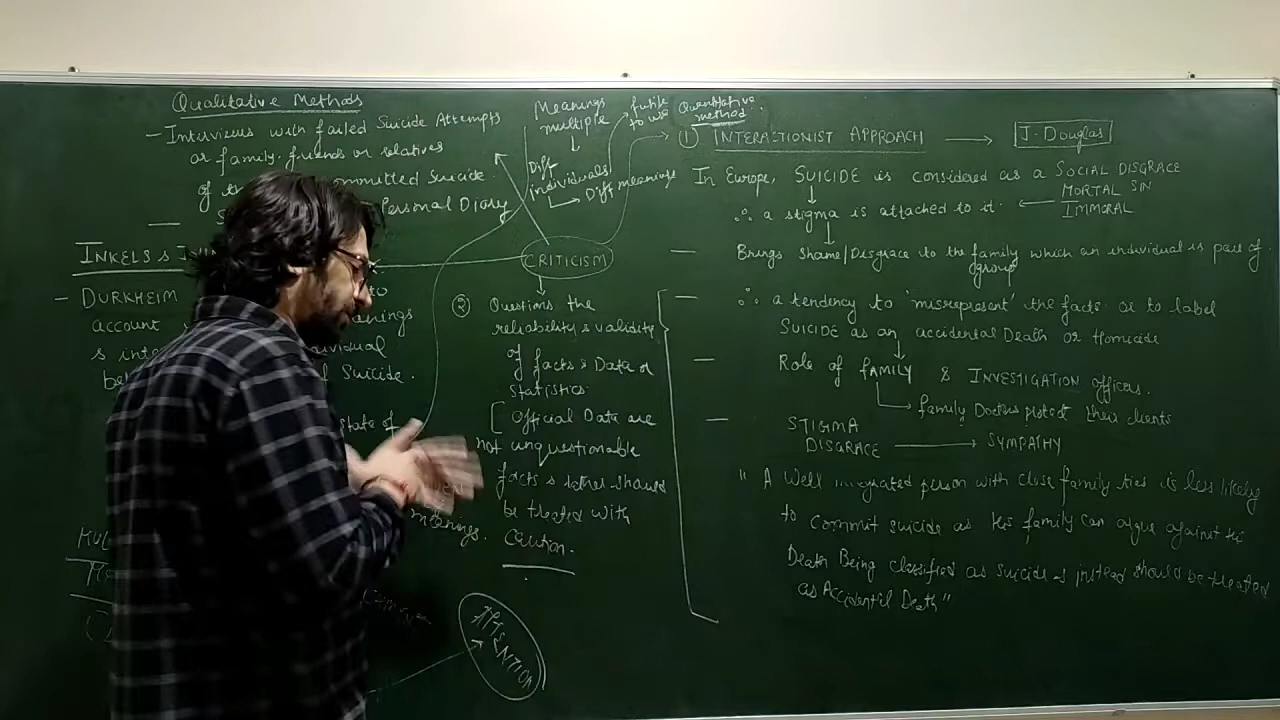 Qualitative Methods
- Interviews with failed Suicide Attempts
or family, friends or relatives
of committed Suicide.
- Personal Diary
INKELS &
- DURKHEIM to
account meanings
& individual
Suicide.
state of
meanings.
Meanings
multiple
Diff
individuals
Diff meanings
futile
to use
Quantitative
method
CRITICISM
② Questions the
reliability & validity
of facts & Data or
statistics.
[ Official Data are
not unquestionable
facts & rather should
be treated with
Caution.
ATTENTION
① INTERACTIONIST APPROACH → J. Douglas
In Europe, SUICIDE is considered as a SOCIAL DISGRACE
MORTAL SIN
IMMORAL
∴ a stigma is attached to it.
- Brings shame/Disgrace to the family which an individual is part of.
group
- ∴ a tendency to 'misrepresent' the facts or to label
SUICIDE as an accidental Death or Homicide
- Role of FAMILY & INVESTIGATION officers.
→ family Doctors protect their clients
- STIGMA
DISGRACE → SYMPATHY
" A Well integrated person with close family ties is less likely
to commit suicide as his family can argue against his
Death Being classified as suicide & instead should be treated
as Accidental Death "